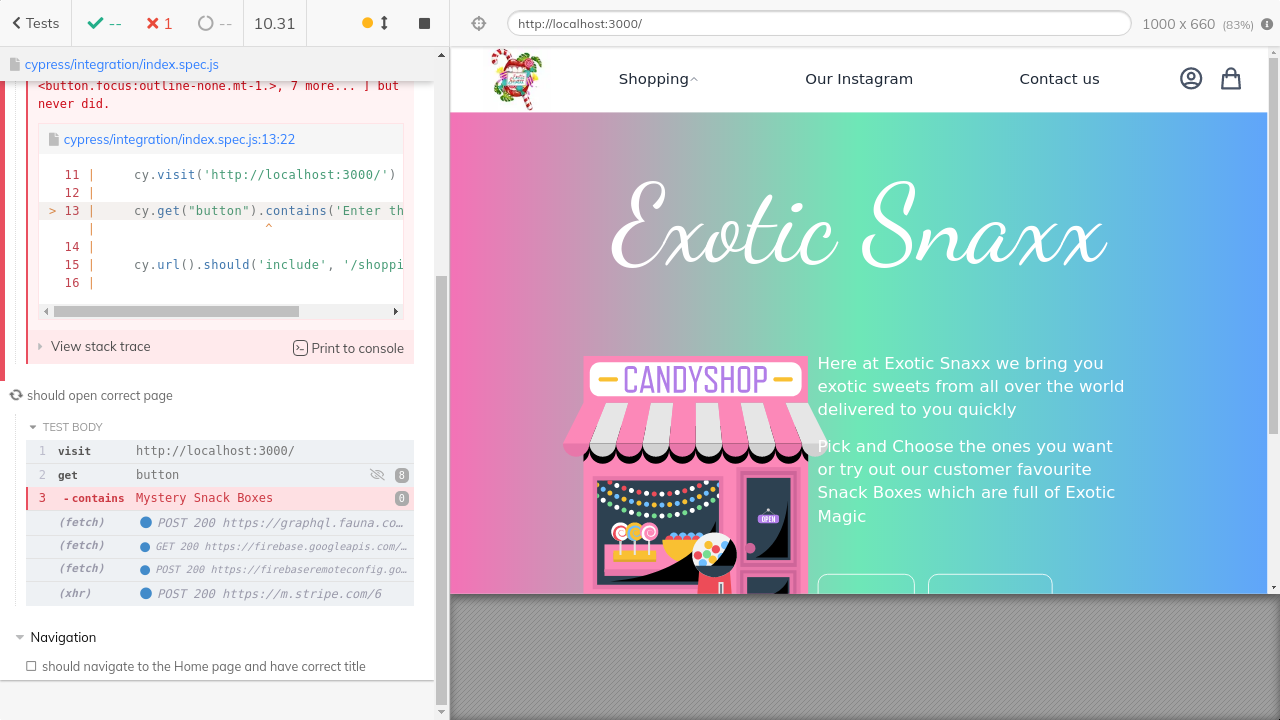 Tests
--
1
--
10.31
http://localhost:3000/
1000 x 660 (83%)
cypress/integration/index.spec.js
<button.focus:outline-none.mt-1.>, 7 more... ] but
never did.
cypress/integration/index.spec.js:13:22
11 | cy.visit('http://localhost:3000/')
12 |
> 13 | cy.get("button").contains('Enter th
| ^
14 |
15 | cy.url().should('include', '/shoppi
16 |
View stack trace
Print to console
should open correct page
TEST BODY
1 visit http://localhost:3000/
2 get button 8
3 -contains Mystery Snack Boxes 0
(fetch) POST 200 https://graphql.fauna.co…
(fetch) GET 200 https://firebase.googleapis.com/…
(fetch) POST 200 https://firebaseremoteconfig.go…
(xhr) POST 200 https://m.stripe.com/6
Navigation
should navigate to the Home page and have correct title
Shopping
Our Instagram
Contact us
Exotic Snaxx
CANDYSHOP
OPEN
Here at Exotic Snaxx we bring you
exotic sweets from all over the world
delivered to you quickly
Pick and Choose the ones you want
or try out our customer favourite
Snack Boxes which are full of Exotic
Magic